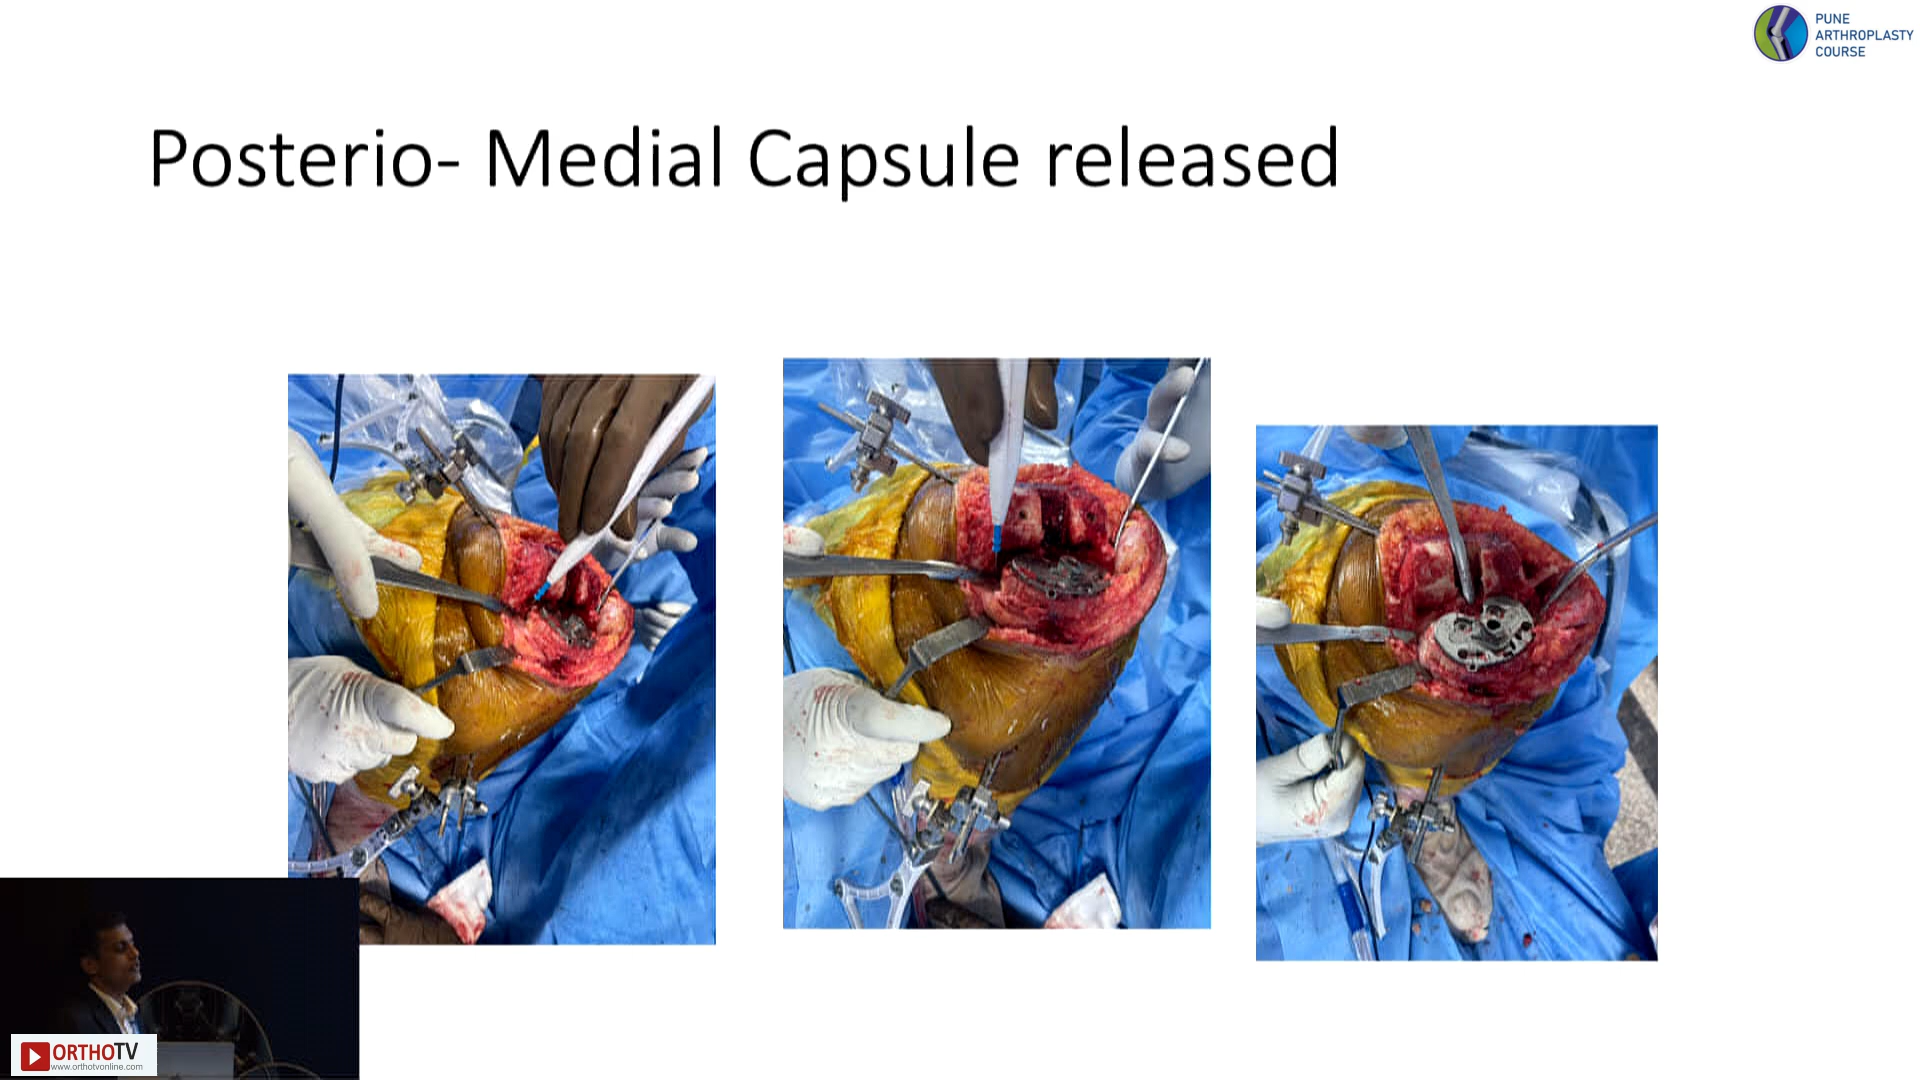 PUNE
ARTHROPLASTY
COURSE
Posterio- Medial Capsule released
ORTHOTV
www.orthotvonline.com